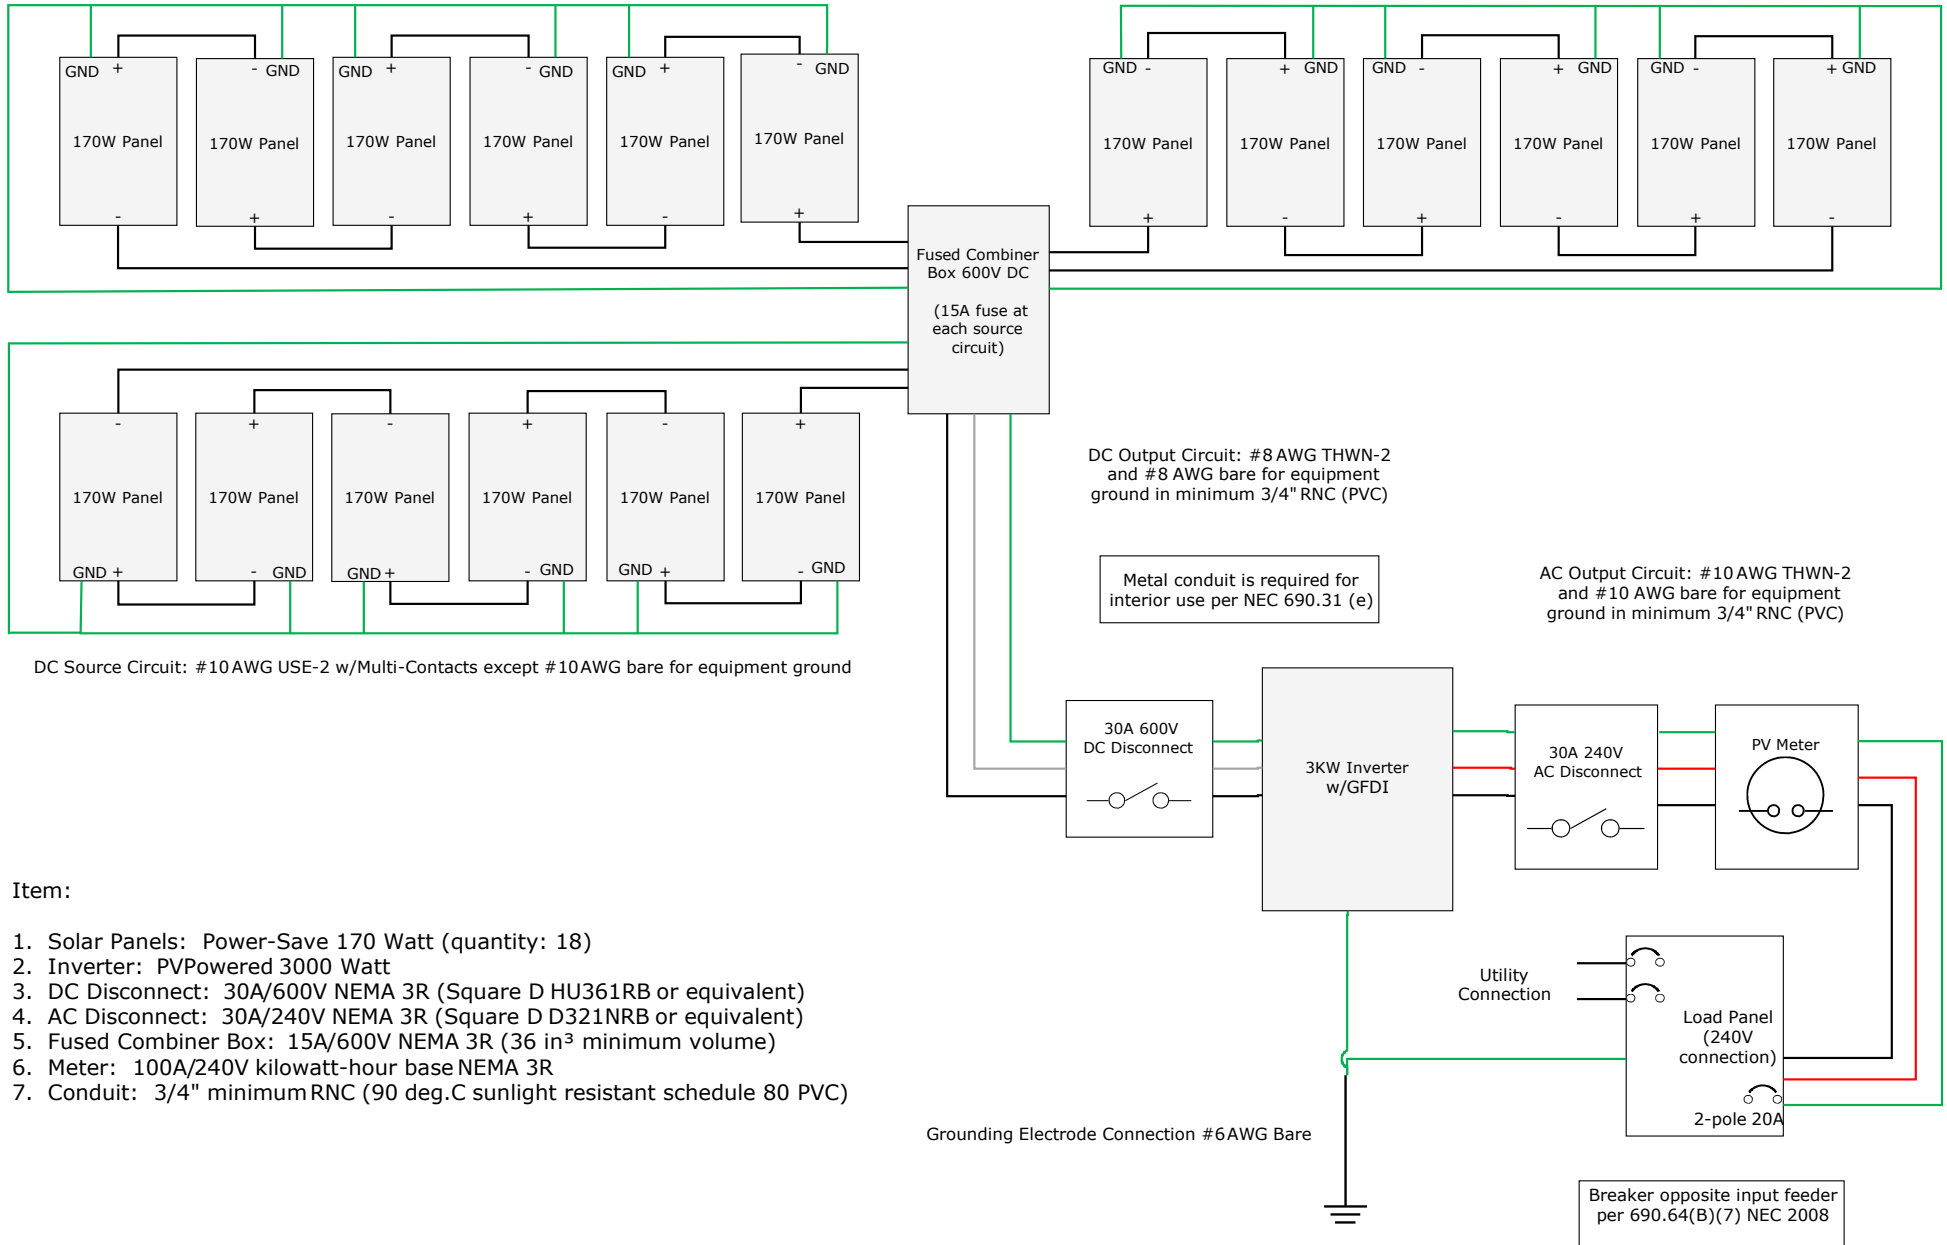 GND + - GND GND + - GND GND + - GND
170W Panel 170W Panel 170W Panel 170W Panel 170W Panel 170W Panel
- + - + - +
GND - + GND GND - + GND GND - + GND
170W Panel 170W Panel 170W Panel 170W Panel 170W Panel 170W Panel
+ - + - + -
Fused Combiner
Box 600V DC
(15A fuse at
each source
circuit)
- + - + - +
170W Panel 170W Panel 170W Panel 170W Panel 170W Panel 170W Panel
GND + - GND GND + - GND GND + - GND
DC Source Circuit: #10 AWG USE-2 w/Multi-Contacts except #10 AWG bare for equipment ground
DC Output Circuit: #8 AWG THWN-2
and #8 AWG bare for equipment
ground in minimum 3/4" RNC (PVC)
Metal conduit is required for
interior use per NEC 690.31 (e)
AC Output Circuit: #10 AWG THWN-2
and #10 AWG bare for equipment
ground in minimum 3/4" RNC (PVC)
30A 600V
DC Disconnect
3KW Inverter
w/GFDI
30A 240V
AC Disconnect
PV Meter
Item:
1. Solar Panels: Power-Save 170 Watt (quantity: 18)
2. Inverter: PVPowered 3000 Watt
3. DC Disconnect: 30A/600V NEMA 3R (Square D HU361RB or equivalent)
4. AC Disconnect: 30A/240V NEMA 3R (Square D D321NRB or equivalent)
5. Fused Combiner Box: 15A/600V NEMA 3R (36 in³ minimum volume)
6. Meter: 100A/240V kilowatt-hour base NEMA 3R
7. Conduit: 3/4" minimum RNC (90 deg.C sunlight resistant schedule 80 PVC)
Utility
Connection
Load Panel
(240V
connection)
2-pole 20A
Grounding Electrode Connection #6 AWG Bare
Breaker opposite input feeder
per 690.64(B)(7) NEC 2008